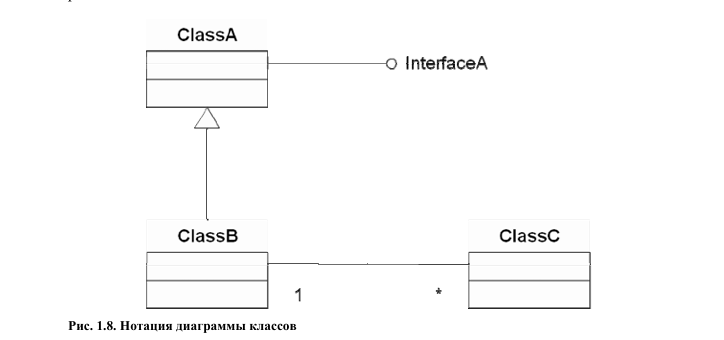 ClassA
InterfaceA
ClassB
ClassC
1
*
Рис. 1.8. Нотация диаграммы классов